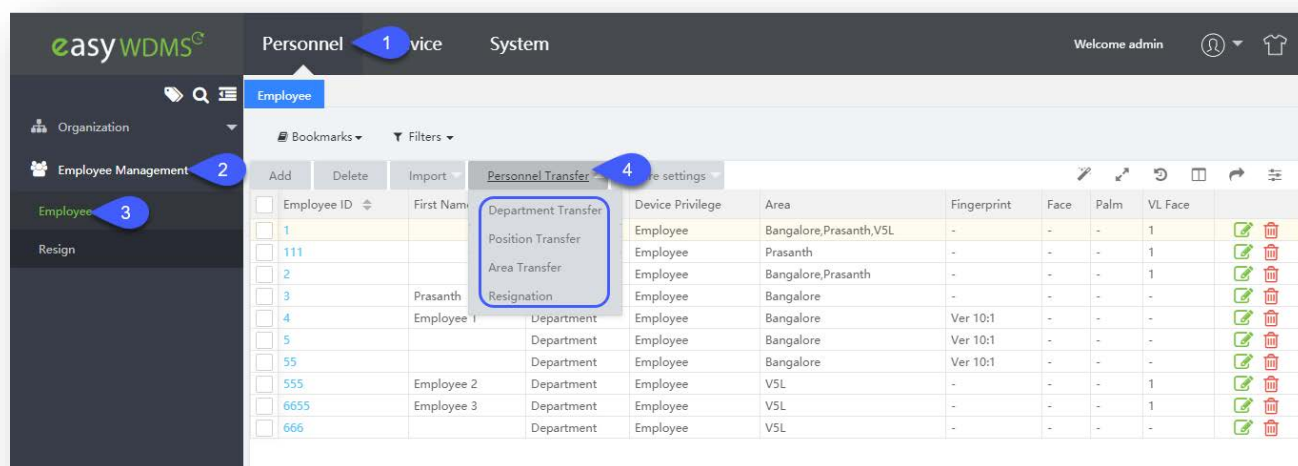 easy WDMS
Personnel 1 vice System Welcome admin
Employee
Organization
Bookmarks Filters
Employee Management 2
Add Delete Import Personnel Transfer 4 re settings
Employee ID First Nam Device Privilege Area Fingerprint Face Palm VL Face
Employee 3
Department Transfer
1 Employee Bangalore,Prasanth,V5L - - - 1
Position Transfer
Resign
111 Employee Prasanth - - - 1
Area Transfer
2 Employee Bangalore,Prasanth - - - 1
3 Prasanth Resignation Employee Bangalore - - - -
4 Employee 1 Department Employee Bangalore Ver 10:1 - - -
5 Department Employee Bangalore Ver 10:1 - - -
55 Department Employee Bangalore Ver 10:1 - - -
555 Employee 2 Department Employee V5L - - - 1
6655 Employee 3 Department Employee V5L - - - 1
666 Department Employee V5L - - - -